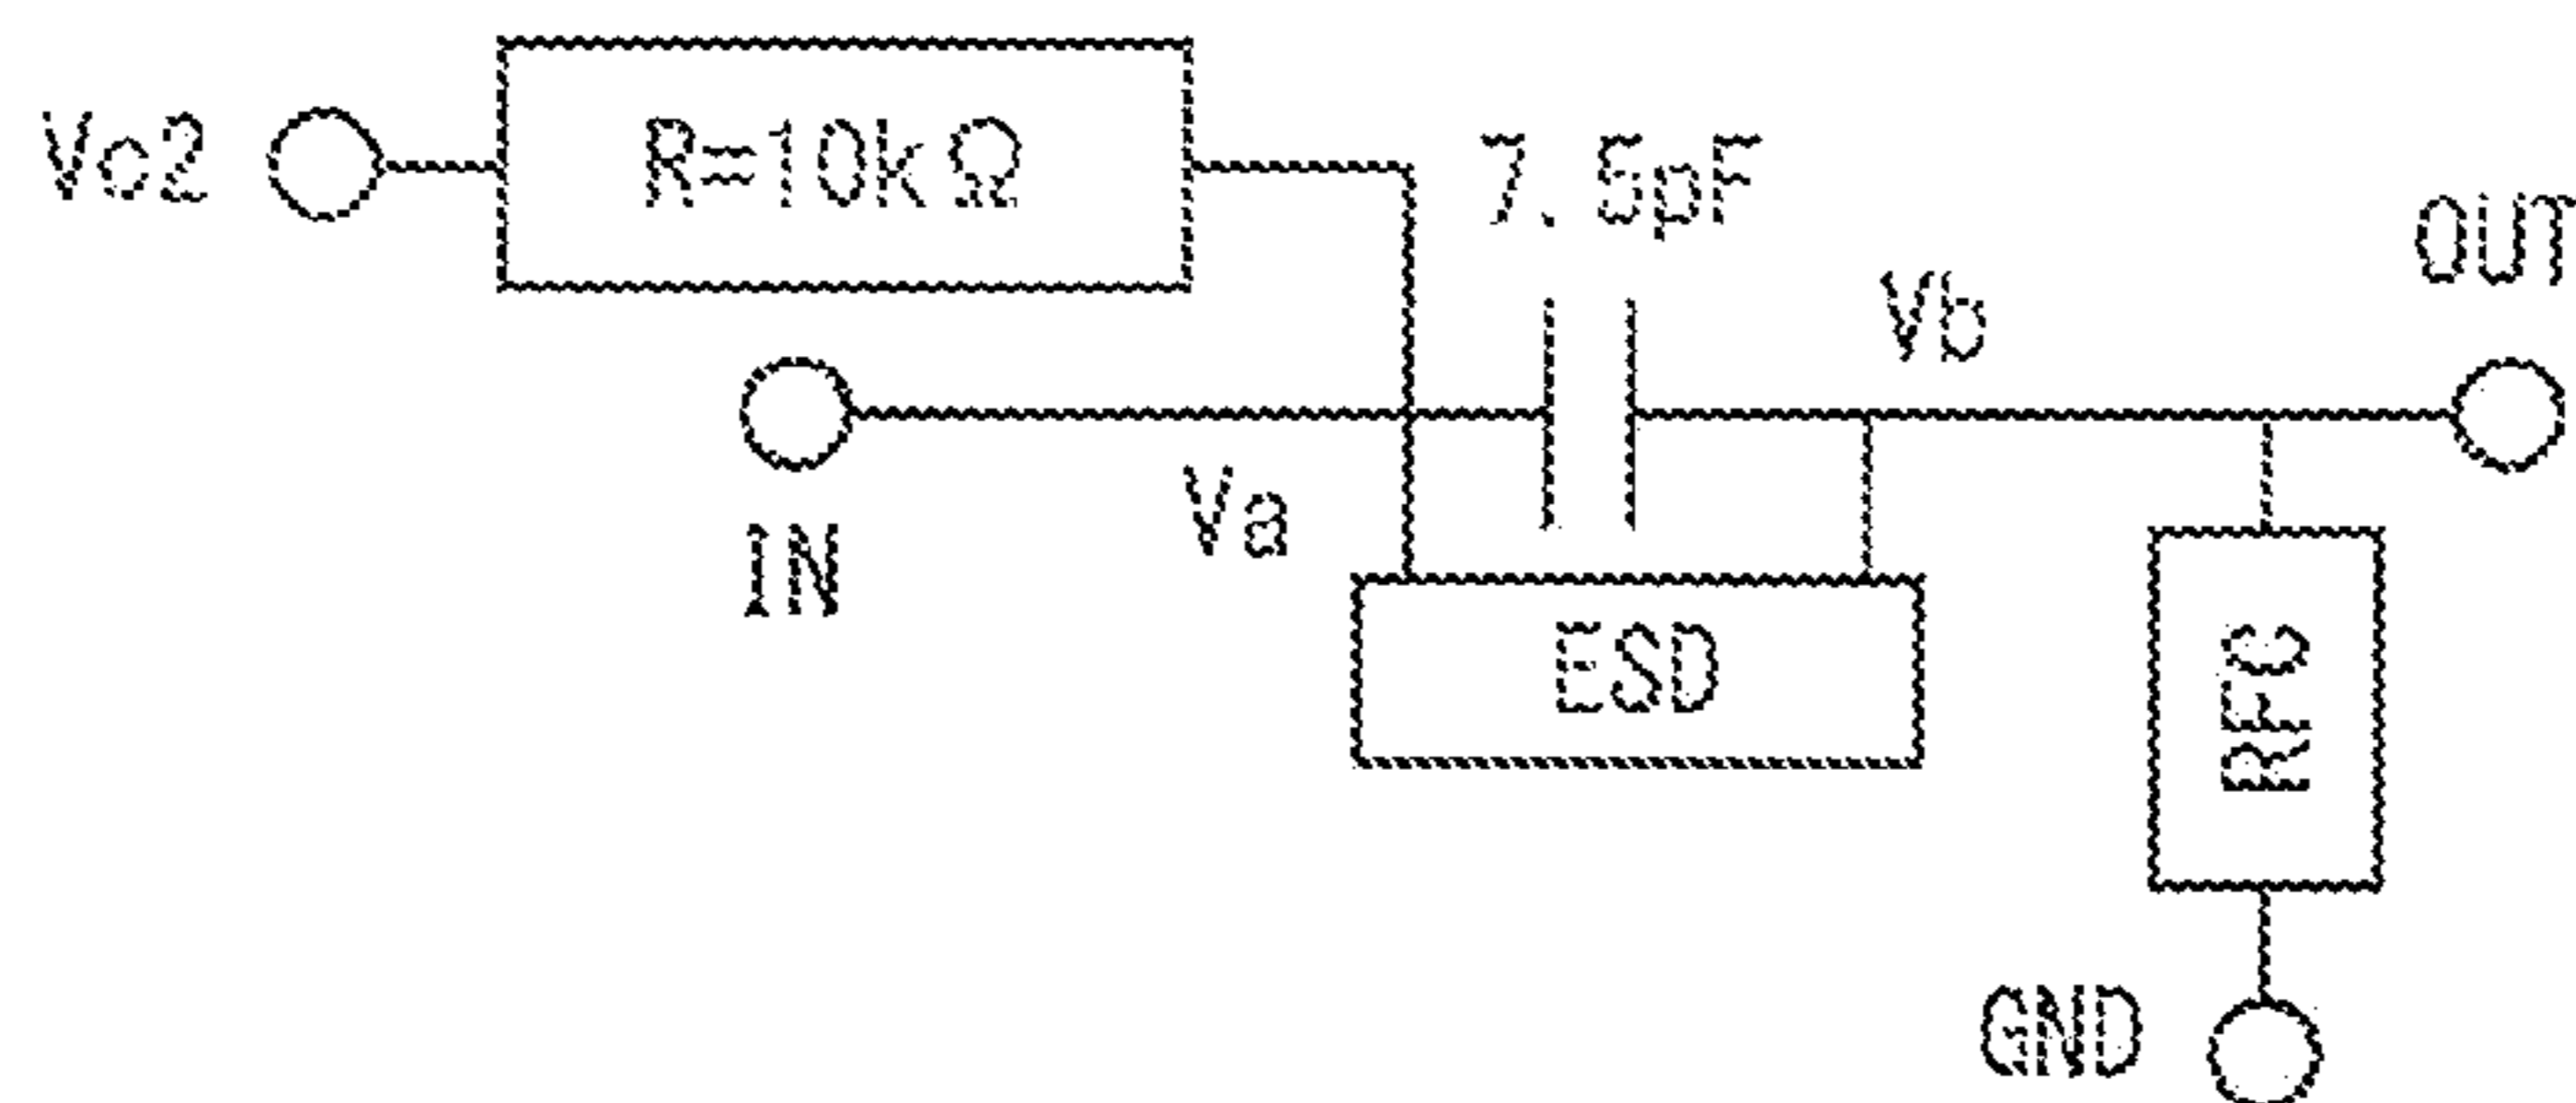 Vc2
R=10kΩ
7.5pF
OUT
Vb
IN
Va
ESD
RFC
GND